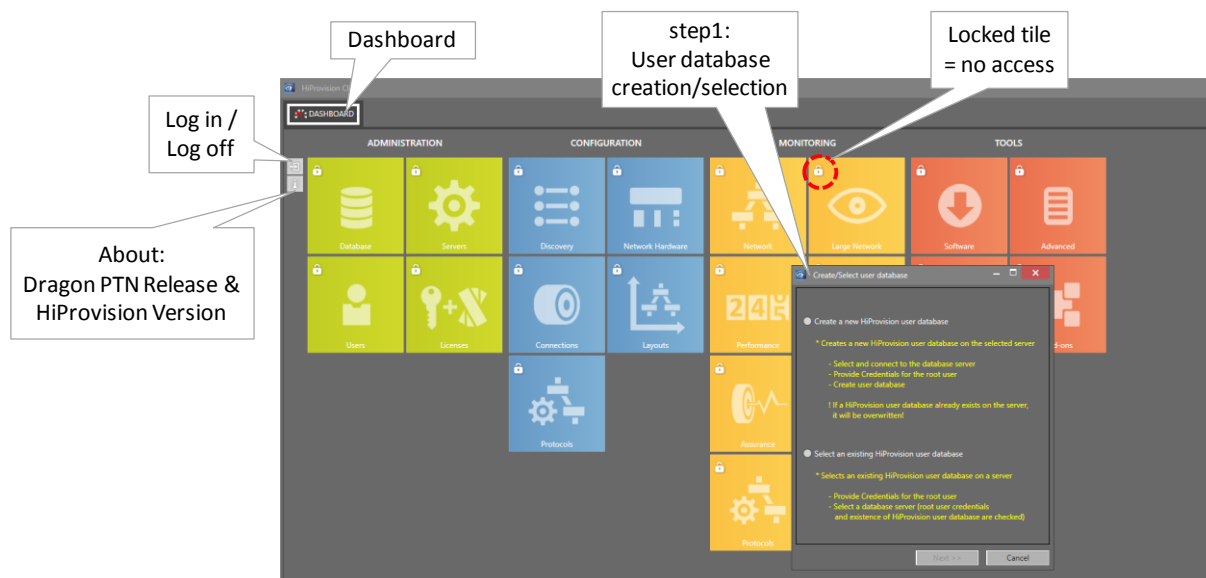 Dashboard
step1:
User database
creation/selection
Locked tile
= no access
Log in /
Log off
About:
Dragon PTN Release &
HiProvision Version
HiProvision
DASHBOARD
ADMINISTRATION
CONFIGURATION
MONITORING
TOOLS
Database
Servers
Discovery
Network Hardware
Network
Large Network
Software
Advanced
Users
Licenses
Connections
Layouts
Performance
Protocols
Assurance
Protocols
Create/Select user database
Create a new HiProvision user database
* Creates a new HiProvision user database on the selected server
- Select and connect to the database server
- Provide Credentials for the root user
- Create user database
! If a HiProvision user database already exists on the server,
it will be overwritten!
Select an existing HiProvision user database
* Selects an existing HiProvision user database on a server
- Provide Credentials for the root user
- Select a database server (root user credentials
and existence of HiProvision user database are checked)
Next >>
Cancel